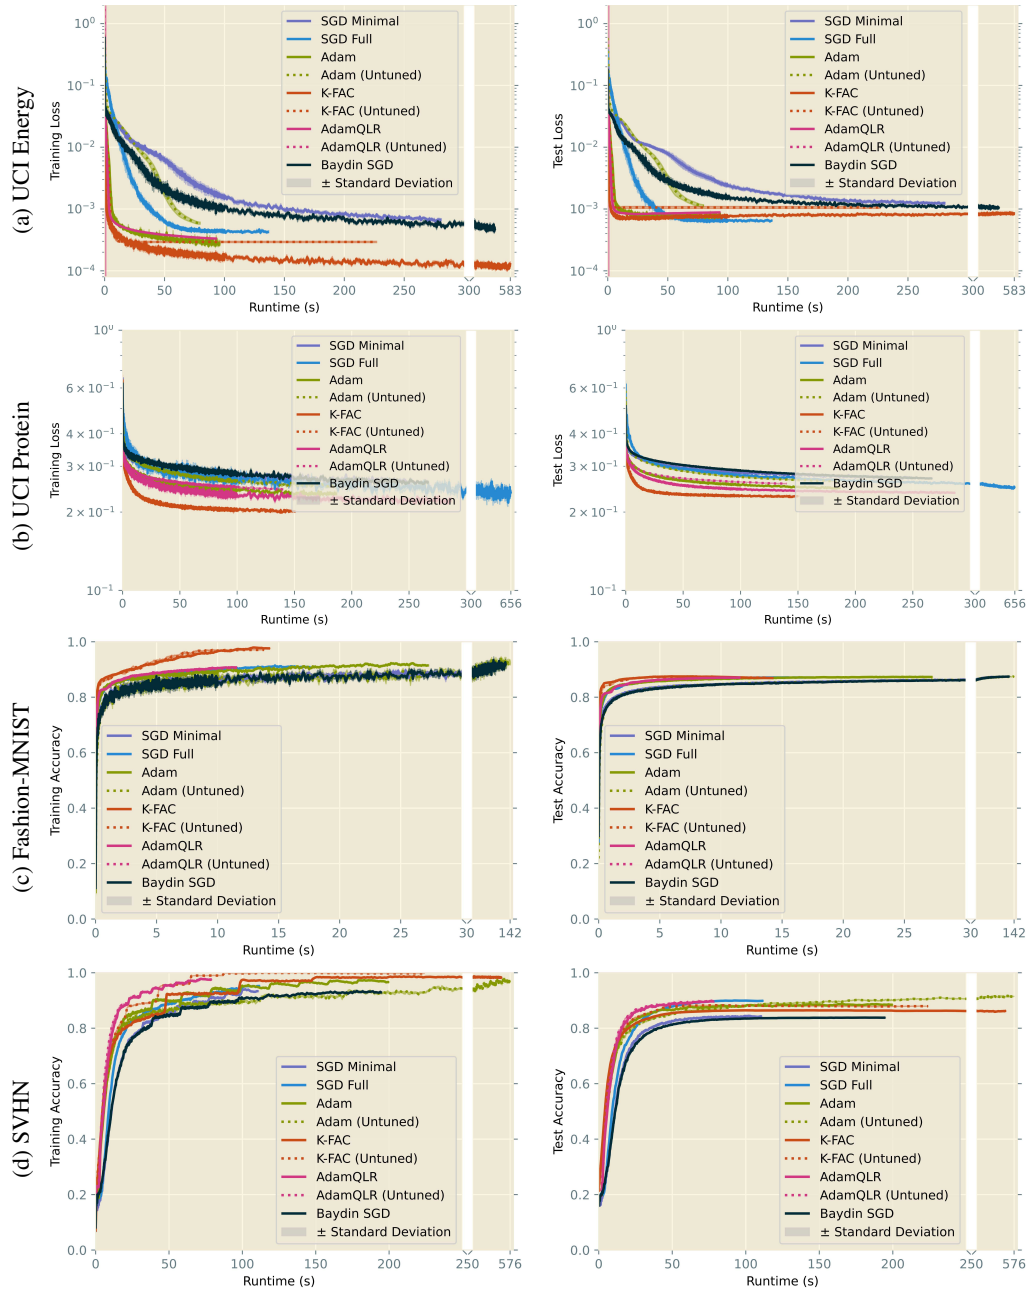 (a) UCI Energy
Training Loss
10⁰
10⁻¹
10⁻²
10⁻³
10⁻⁴
SGD Minimal
SGD Full
Adam
Adam (Untuned)
K-FAC
K-FAC (Untuned)
AdamQLR
AdamQLR (Untuned)
Baydin SGD
± Standard Deviation
0 50 100 150 200 250 300 583
Runtime (s)
Test Loss
10⁰
10⁻¹
10⁻²
10⁻³
10⁻⁴
SGD Minimal
SGD Full
Adam
Adam (Untuned)
K-FAC
K-FAC (Untuned)
AdamQLR
AdamQLR (Untuned)
Baydin SGD
± Standard Deviation
0 50 100 150 200 250 300 583
Runtime (s)
(b) UCI Protein
Training Loss
10⁰
6 × 10⁻¹
4 × 10⁻¹
3 × 10⁻¹
2 × 10⁻¹
10⁻¹
SGD Minimal
SGD Full
Adam
Adam (Untuned)
K-FAC
K-FAC (Untuned)
AdamQLR
AdamQLR (Untuned)
Baydin SGD
± Standard Deviation
0 50 100 150 200 250 300 656
Runtime (s)
Test Loss
10⁰
6 × 10⁻¹
4 × 10⁻¹
3 × 10⁻¹
2 × 10⁻¹
10⁻¹
SGD Minimal
SGD Full
Adam
Adam (Untuned)
K-FAC
K-FAC (Untuned)
AdamQLR
AdamQLR (Untuned)
Baydin SGD
± Standard Deviation
0 50 100 150 200 250 300 656
Runtime (s)
(c) Fashion-MNIST
Training Accuracy
1.0
0.8
0.6
0.4
0.2
0.0
SGD Minimal
SGD Full
Adam
Adam (Untuned)
K-FAC
K-FAC (Untuned)
AdamQLR
AdamQLR (Untuned)
Baydin SGD
± Standard Deviation
0 5 10 15 20 25 30 142
Runtime (s)
Test Accuracy
1.0
0.8
0.6
0.4
0.2
0.0
SGD Minimal
SGD Full
Adam
Adam (Untuned)
K-FAC
K-FAC (Untuned)
AdamQLR
AdamQLR (Untuned)
Baydin SGD
± Standard Deviation
0 5 10 15 20 25 30 142
Runtime (s)
(d) SVHN
Training Accuracy
1.0
0.8
0.6
0.4
0.2
0.0
SGD Minimal
SGD Full
Adam
Adam (Untuned)
K-FAC
K-FAC (Untuned)
AdamQLR
AdamQLR (Untuned)
Baydin SGD
± Standard Deviation
0 50 100 150 200 250 576
Runtime (s)
Test Accuracy
1.0
0.8
0.6
0.4
0.2
0.0
SGD Minimal
SGD Full
Adam
Adam (Untuned)
K-FAC
K-FAC (Untuned)
AdamQLR
AdamQLR (Untuned)
Baydin SGD
± Standard Deviation
0 50 100 150 200 250 576
Runtime (s)